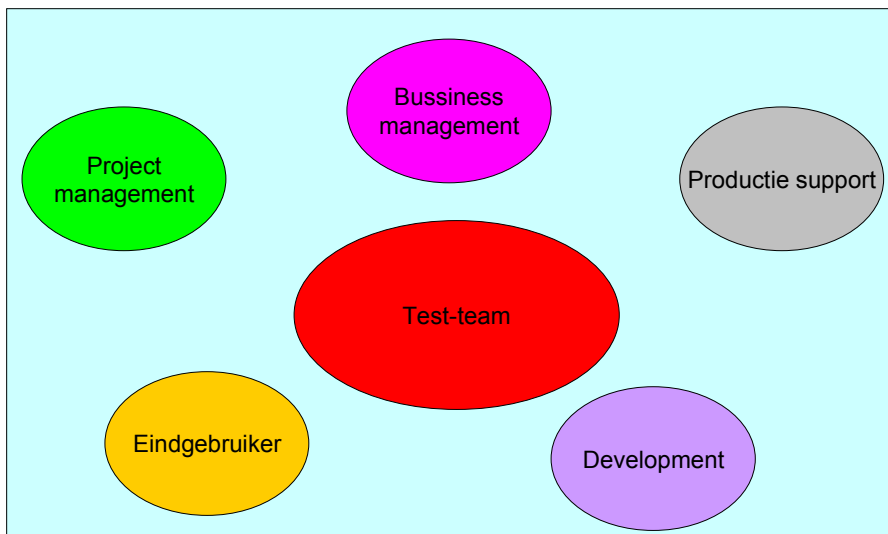 Bussiness
management
Project
management
Productie support
Test-team
Eindgebruiker
Development